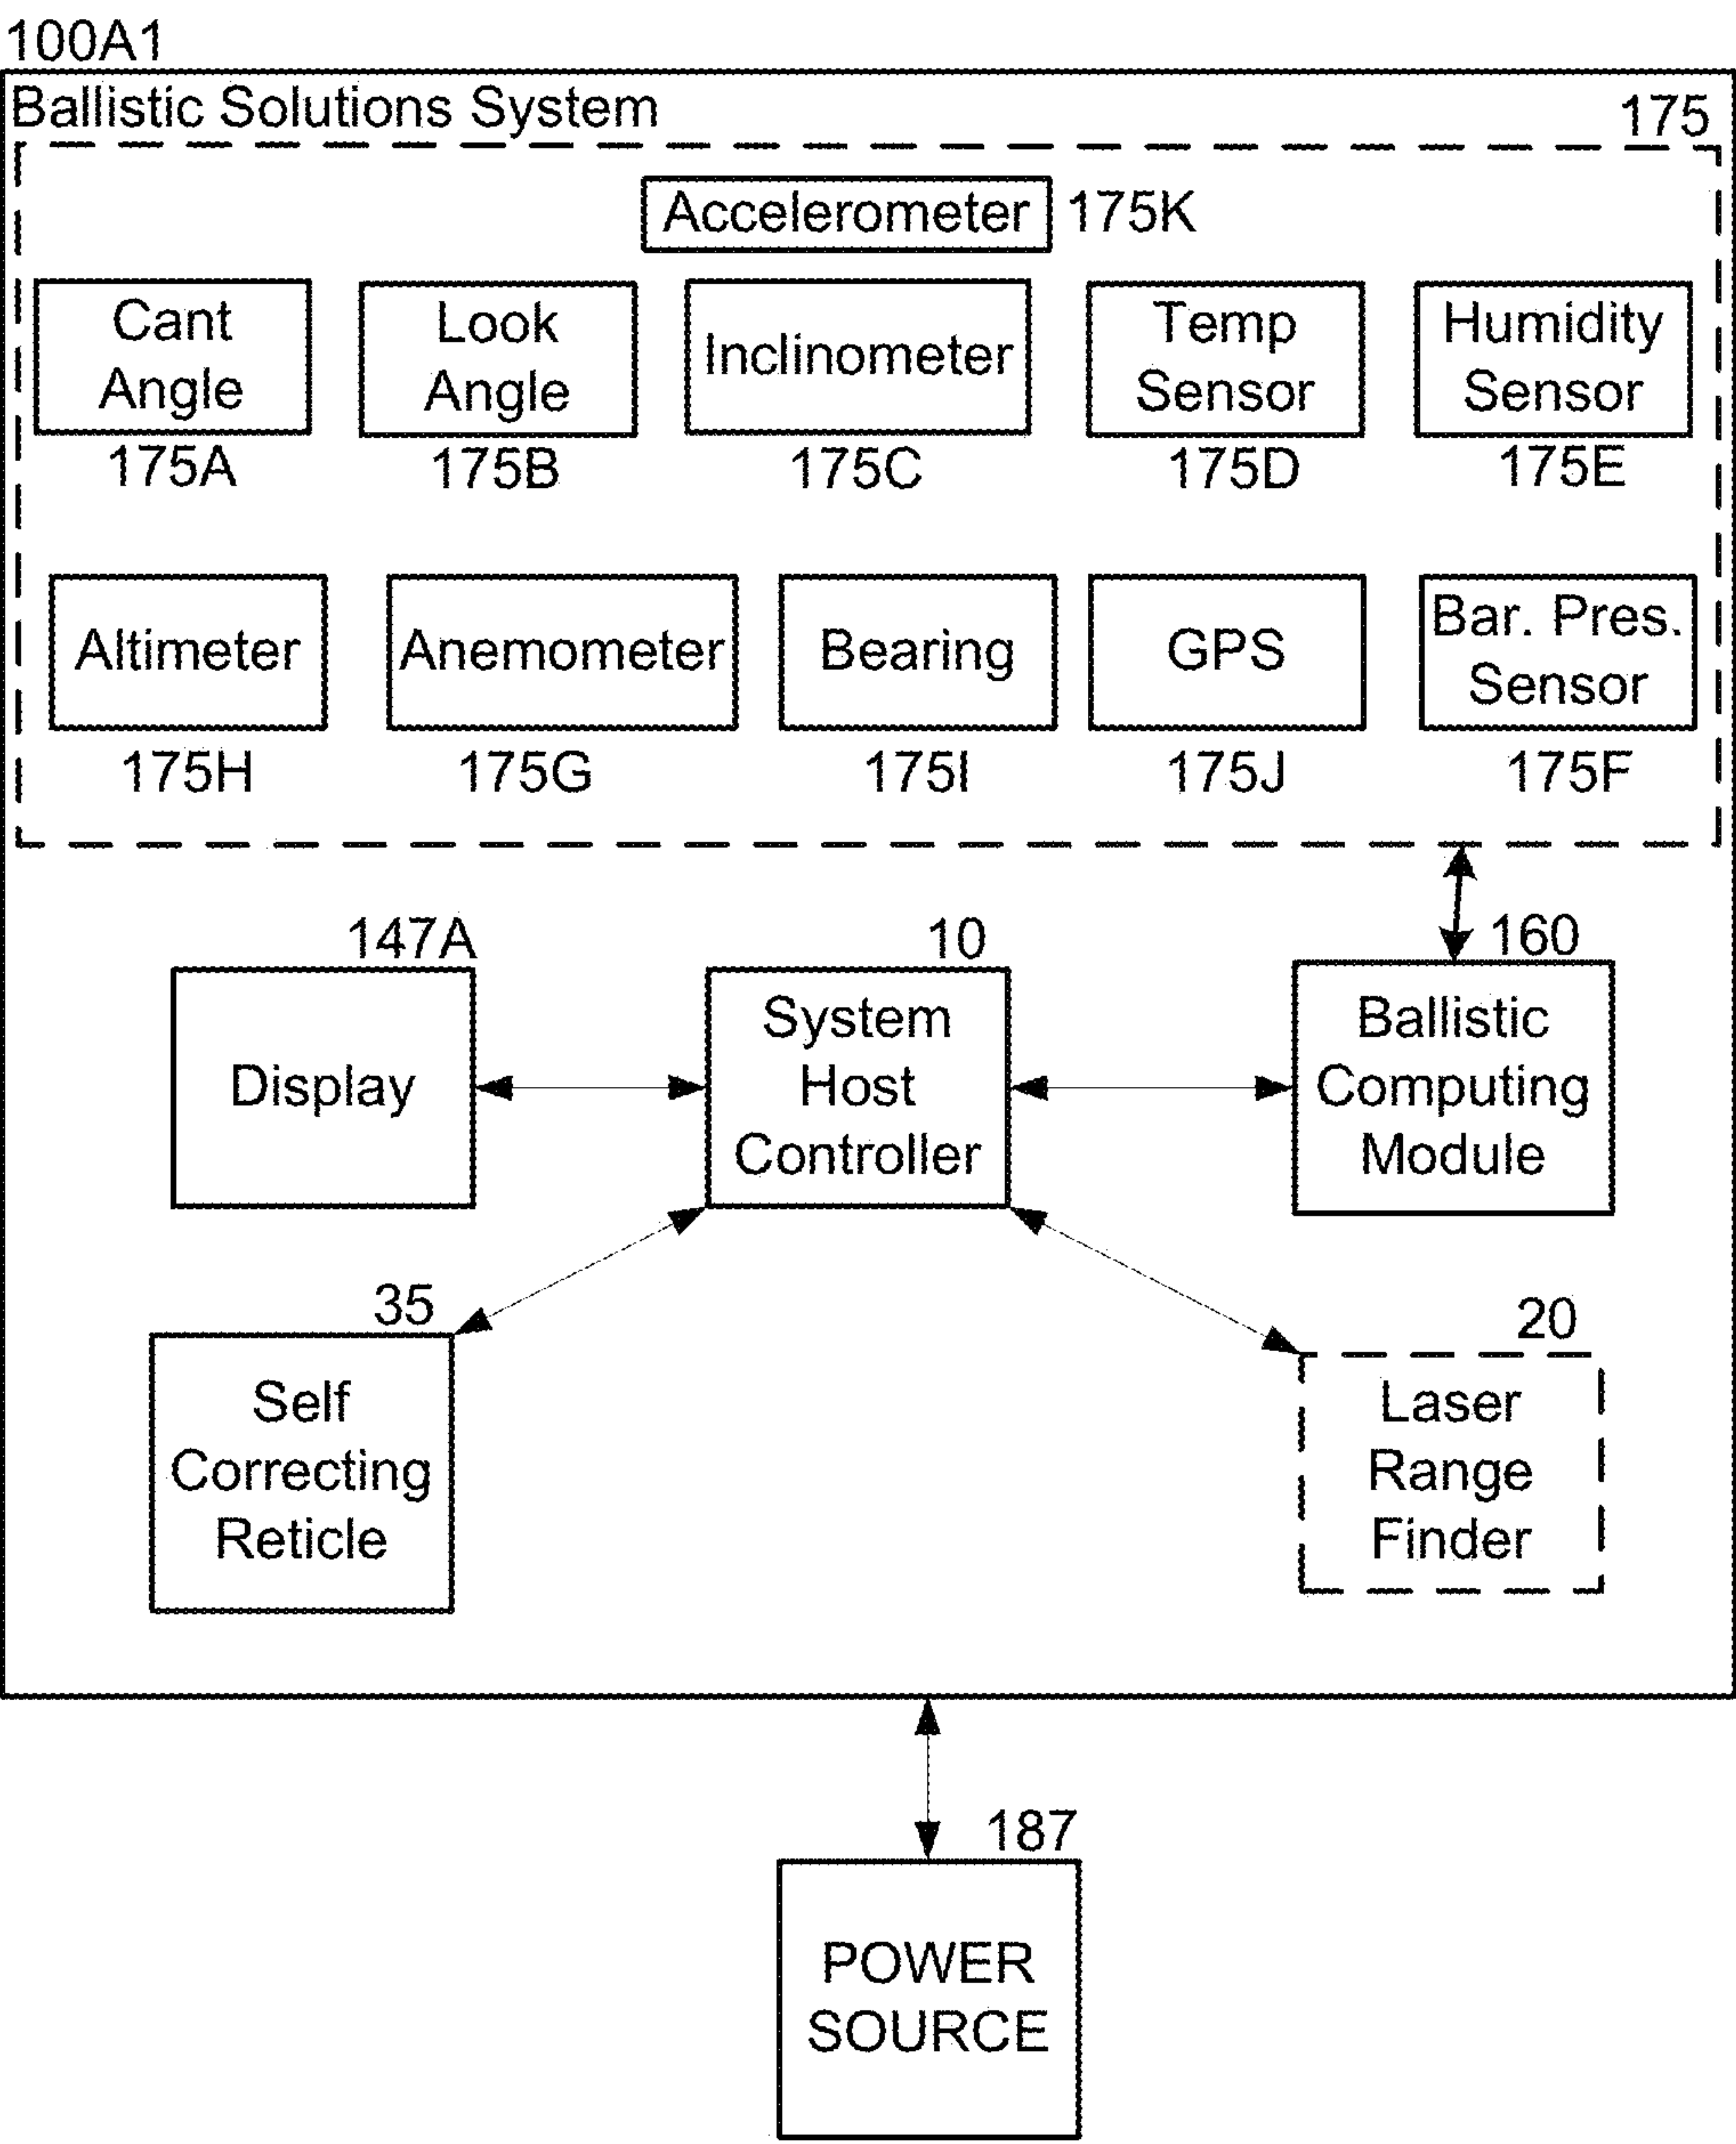 100A1
Ballistic Solutions System
175
Accelerometer
175K
Cant
Angle
175A
Look
Angle
175B
Inclinometer
175C
Temp
Sensor
175D
Humidity
Sensor
175E
Altimeter
175H
Anemometer
175G
Bearing
175I
GPS
175J
Bar. Pres.
Sensor
175F
147A
Display
10
System
Host
Controller
160
Ballistic
Computing
Module
35
Self
Correcting
Reticle
20
Laser
Range
Finder
187
POWER
SOURCE